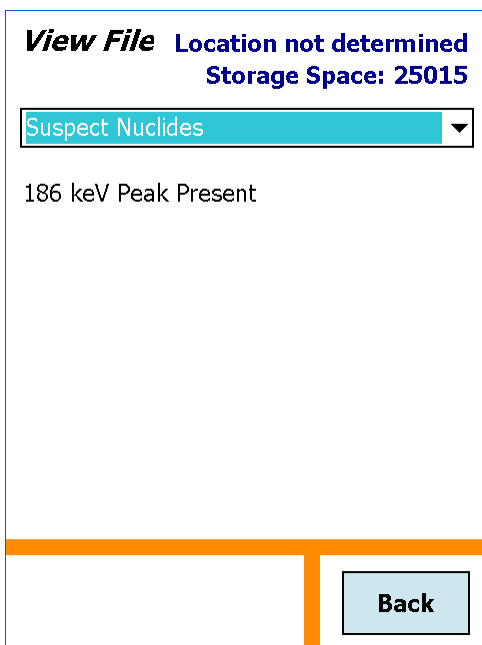 View File Location not determined
Storage Space: 25015
Suspect Nuclides
186 keV Peak Present
Back